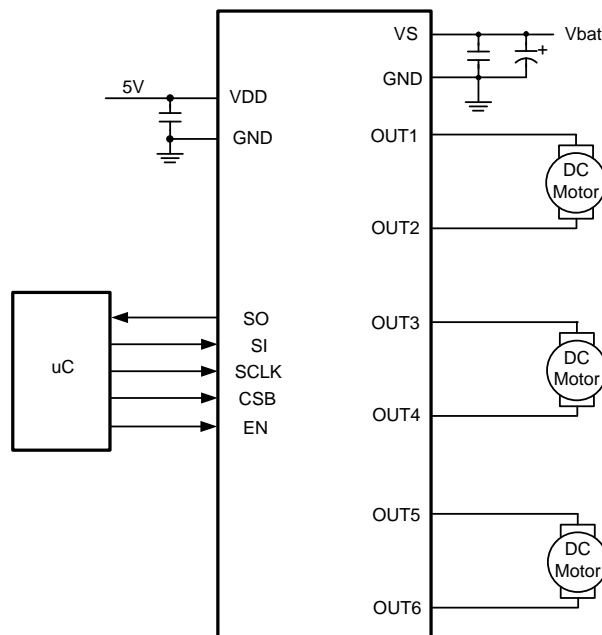 VS
Vbat
GND
5V
VDD
GND
OUT1
DC
Motor
OUT2
SO
OUT3
SI
uC
SCLK
DC
Motor
CSB
OUT4
EN
OUT5
DC
Motor
OUT6